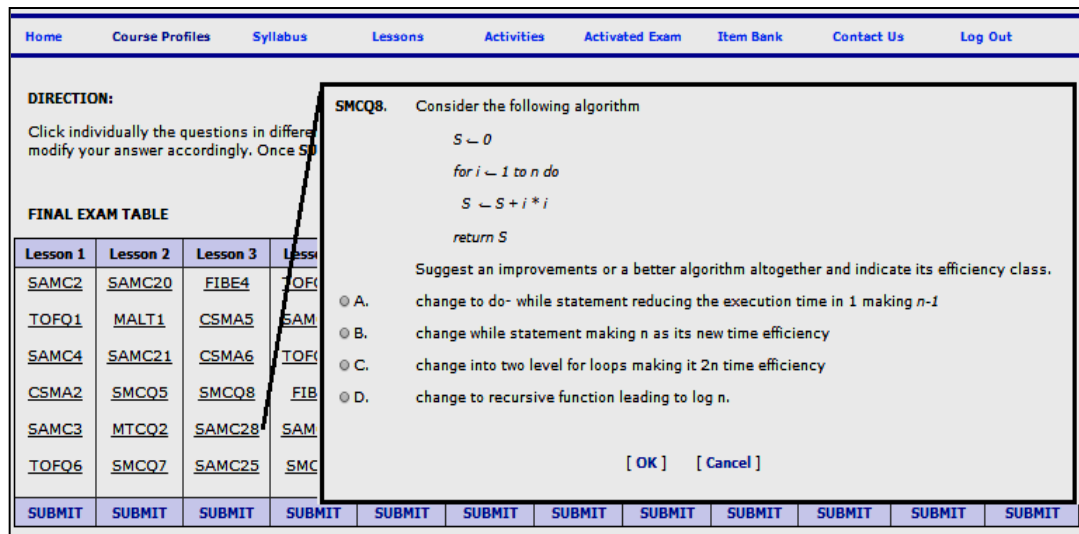 Home Course Profiles Syllabus Lessons Activities Activated Exam Item Bank Contact Us Log Out
DIRECTION:
Click individually the questions in
modify your answer accordingly. Once
FINAL EXAM TABLE
Lesson 1 Lesson 2 Lesson 3
SAMC2 SAMC20 FIBE4
TOFQ1 MALT1 CSMA5
SAMC4 SAMC21 CSMA6
CSMA2 SMCQ5 SMCQ8
SAMC3 MTCQ2 SAMC28
TOFQ6 SMCQ7 SAMC25
SUBMIT SUBMIT SUBMIT SUBMIT SUBMIT SUBMIT SUBMIT SUBMIT SUBMIT SUBMIT SUBMIT SUBMIT
SMCQ8. Consider the following algorithm
S ← 0
for i ← 1 to n do
S ← S + i * i
return S
Suggest an improvements or a better algorithm altogether and indicate its efficiency class.
A. change to do- while statement reducing the execution time in 1 making n-1
B. change while statement making n as its new time efficiency
C. change into two level for loops making it 2n time efficiency
D. change to recursive function leading to log n.
[ OK ] [ Cancel ]